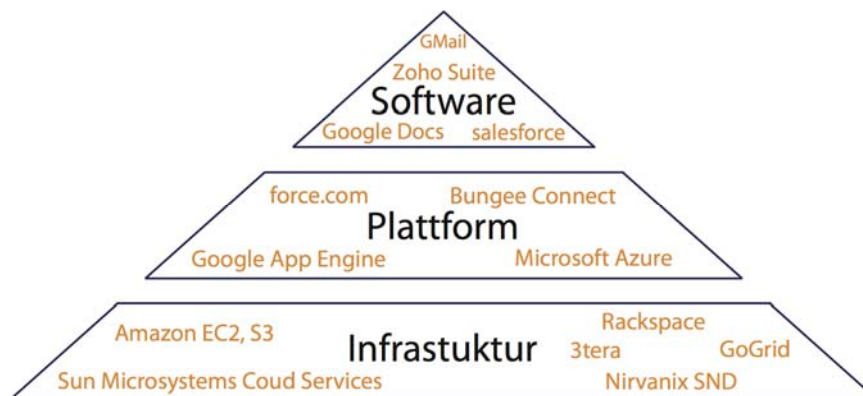 GMail
Zoho Suite
Software
Google Docs salesforce
force.com Bungee Connect
Plattform
Google App Engine Microsoft Azure
Rackspace
Amazon EC2, S3
Infrastuktur 3tera GoGrid
Sun Microsystems Coud Services Nirvanix SND